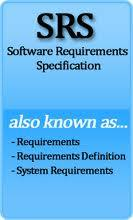 SRS
Software Requirements
Specification
also known as...
- Requirements
- Requirements Definition
- System Requirements